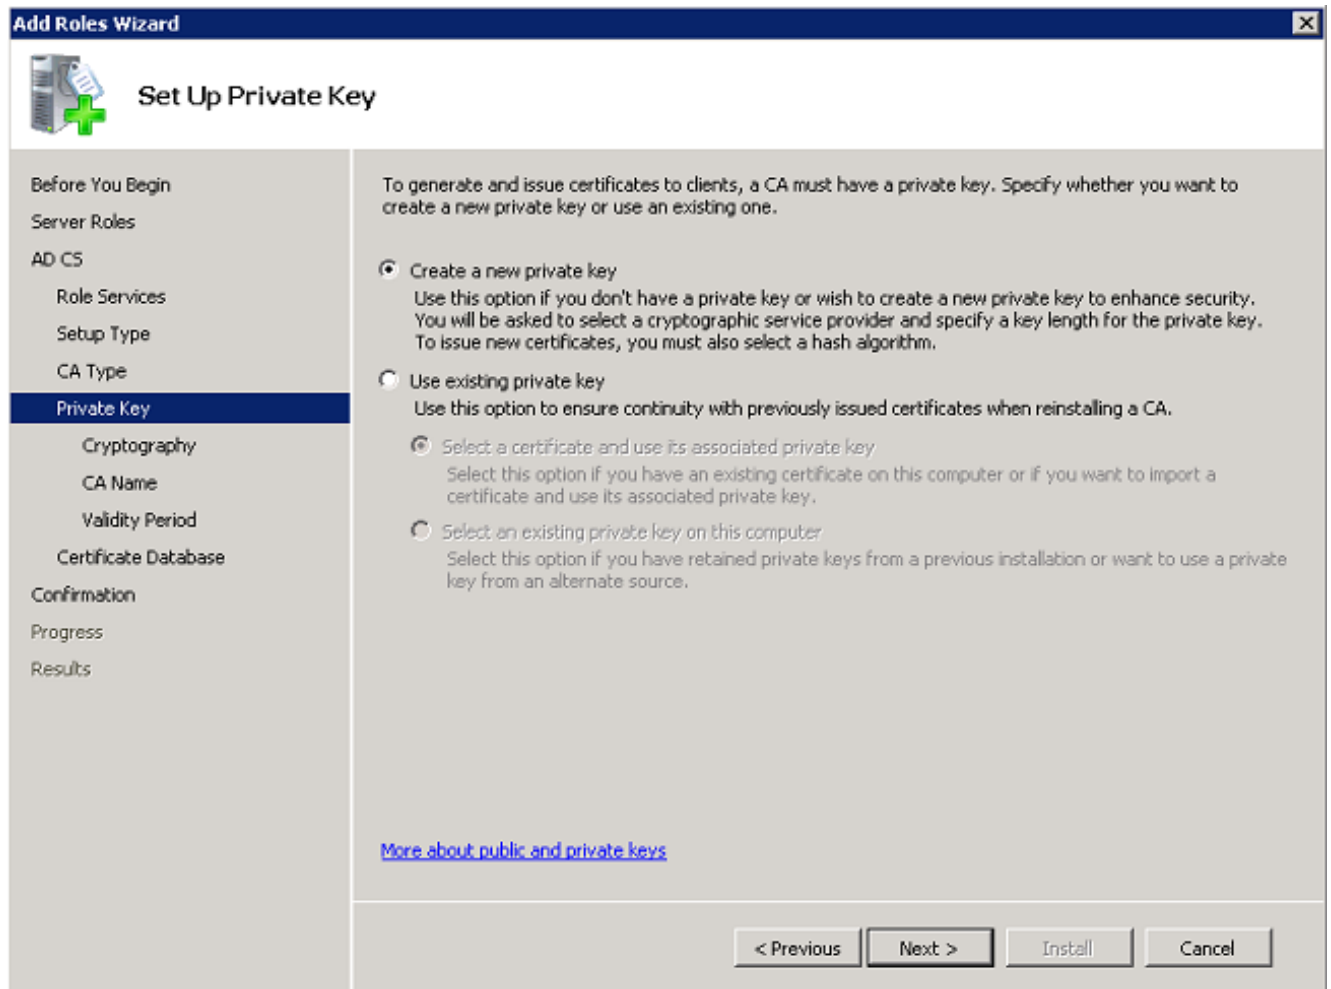 Add Roles Wizard
Set Up Private Key
Before You Begin
Server Roles
AD CS
Role Services
Setup Type
CA Type
Private Key
Cryptography
CA Name
Validity Period
Certificate Database
Confirmation
Progress
Results
To generate and issue certificates to clients, a CA must have a private key. Specify whether you want to
create a new private key or use an existing one.
Create a new private key
Use this option if you don't have a private key or wish to create a new private key to enhance security.
You will be asked to select a cryptographic service provider and specify a key length for the private key.
To issue new certificates, you must also select a hash algorithm.
Use existing private key
Use this option to ensure continuity with previously issued certificates when reinstalling a CA.
Select a certificate and use its associated private key
Select this option if you have an existing certificate on this computer or if you want to import a
certificate and use its associated private key.
Select an existing private key on this computer
Select this option if you have retained private keys from a previous installation or want to use a private
key from an alternate source.
More about public and private keys
< Previous
Next >
Install
Cancel